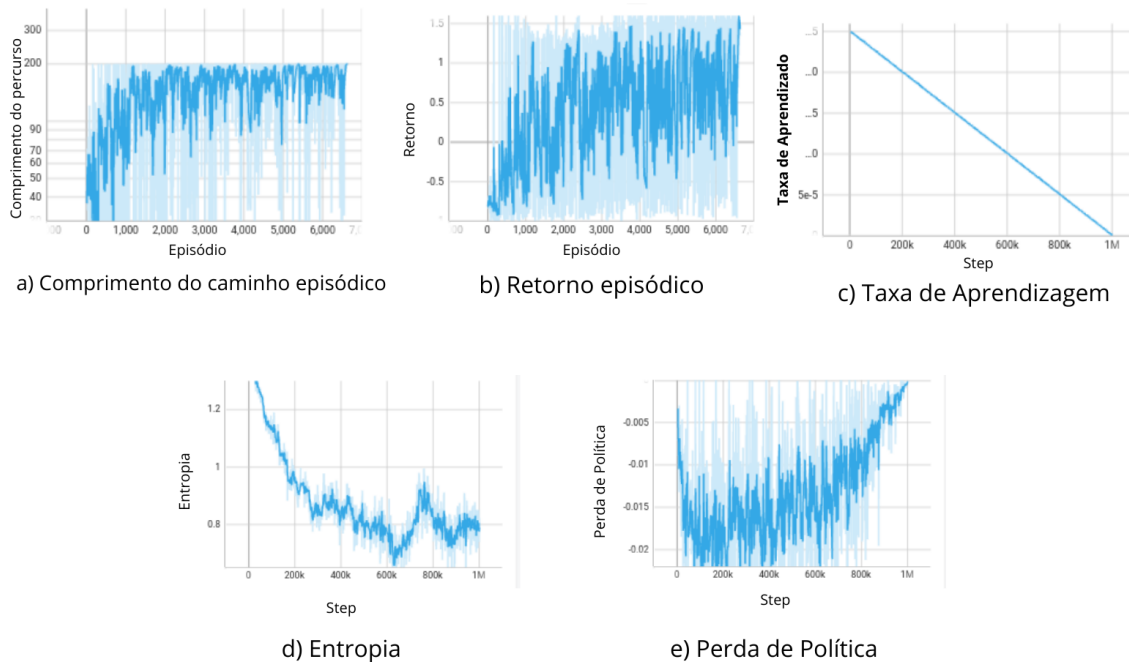 Comprimento do percurso
300
200
90
70
60
50
40
0
1,000
2,000
3,000
4,000
5,000
6,000
Episódio
a) Comprimento do caminho episódico
Retorno
1.5
1
0.5
0
-0.5
0
1,000
2,000
3,000
4,000
5,000
6,000
Episódio
b) Retorno episódico
Taxa de Aprendizado
...5
...0
...5
...0
5e-5
0
200k
400k
600k
800k
1M
Step
c) Taxa de Aprendizagem
Entropia
1.2
1
0.8
0
200k
400k
600k
800k
1M
Step
d) Entropia
Perda de Política
-0.005
-0.01
-0.015
-0.02
0
200k
400k
600k
800k
1M
Step
e) Perda de Política